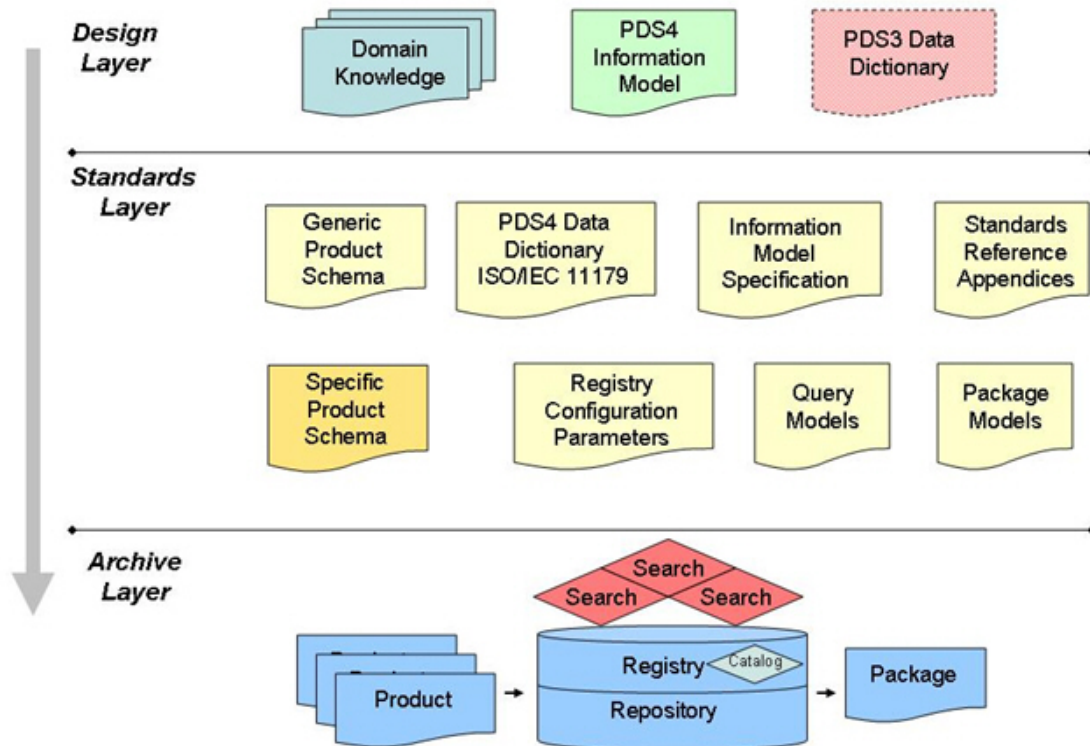 Design
Layer
Domain
Knowledge
PDS4
Information
Model
PDS3 Data
Dictionary
Standards
Layer
Generic
Product
Schema
PDS4 Data
Dictionary
ISO/IEC 11179
Information
Model
Specification
Standards
Reference
Appendices
Specific
Product
Schema
Registry
Configuration
Parameters
Query
Models
Package
Models
Archive
Layer
Search
Search
Search
Product
Registry
Catalog
Repository
Package